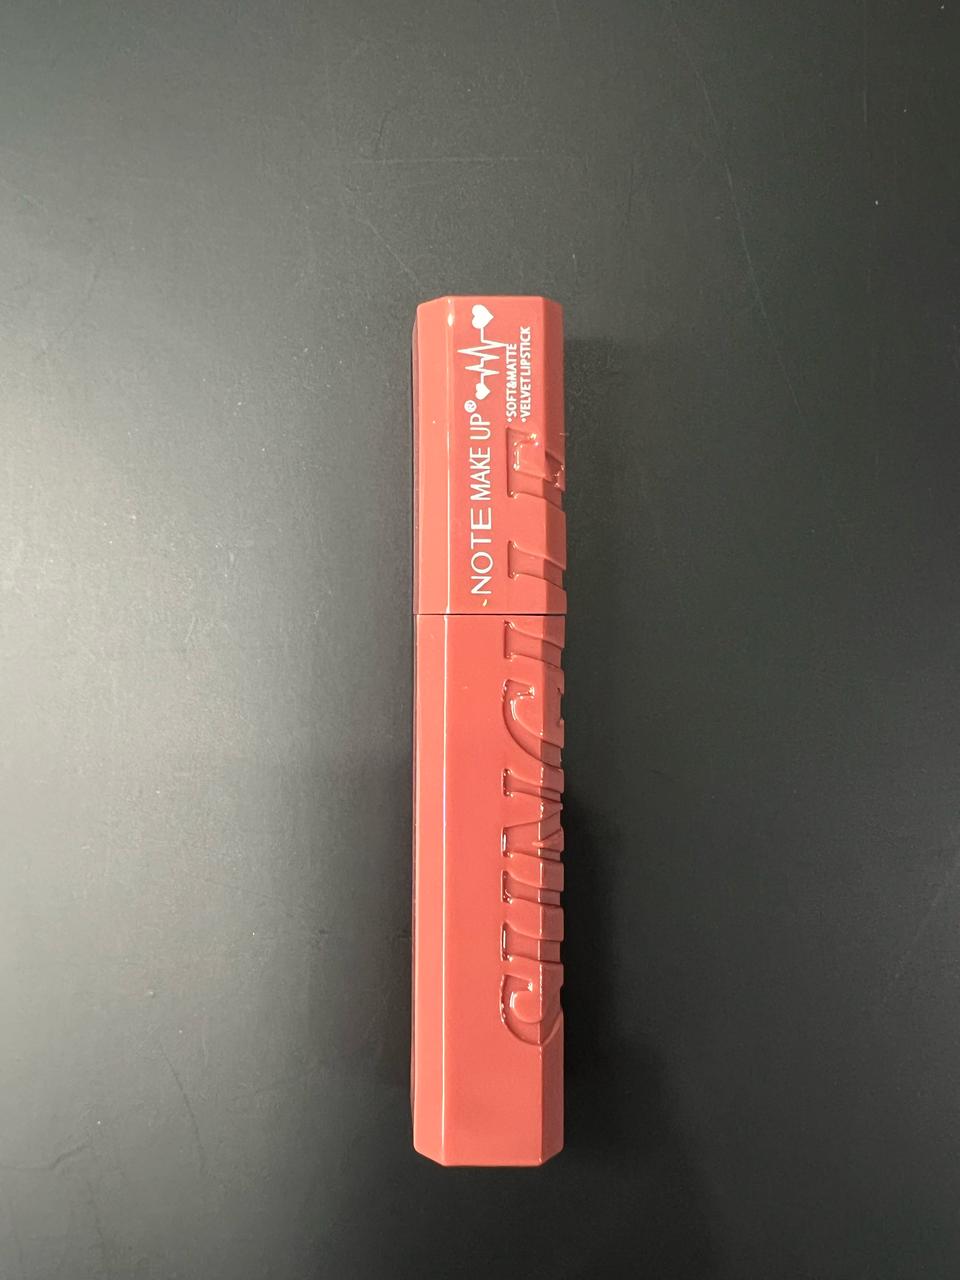 NOTE MAKE UP®
•SOFT&MATTE
•VELVET LIPSTICK